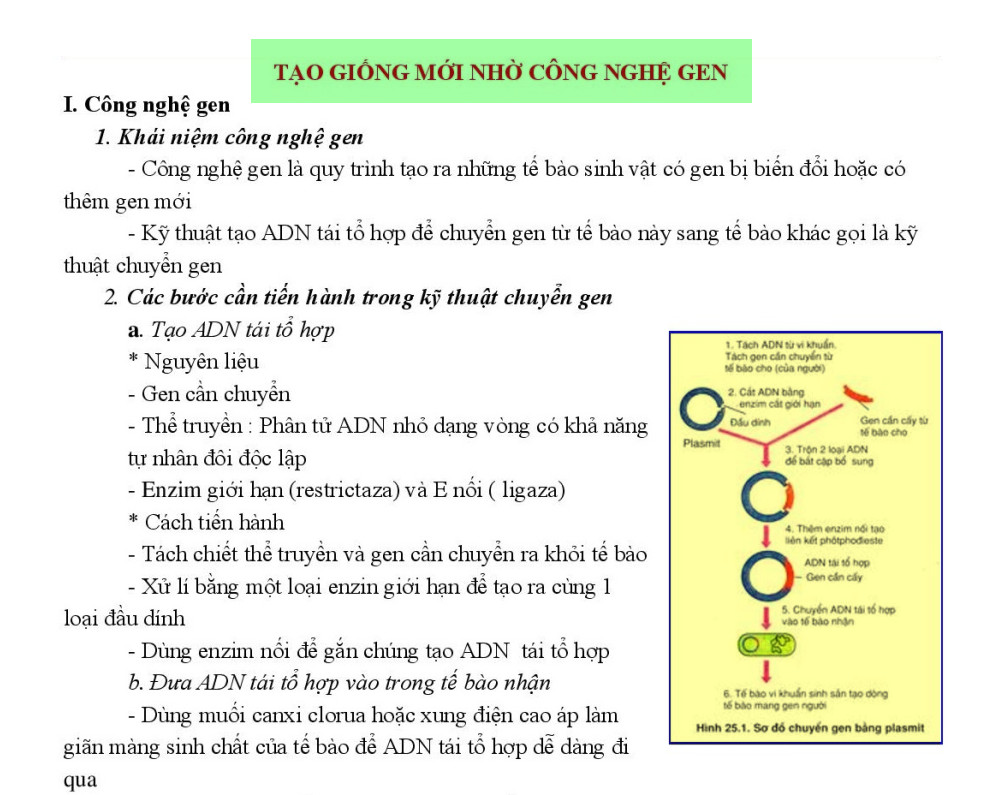 TẠO GIỐNG MỚI NHỜ CÔNG NGHỆ GEN
I. Công nghệ gen
1. Khái niệm công nghệ gen
- Công nghệ gen là quy trình tạo ra những tế bào sinh vật có gen bị biến đổi hoặc có
thêm gen mới
- Kỹ thuật tạo ADN tái tổ hợp để chuyển gen từ tế bào này sang tế bào khác gọi là kỹ
thuật chuyển gen
2. Các bước cần tiến hành trong kỹ thuật chuyển gen
a. Tạo ADN tái tổ hợp
* Nguyên liệu
- Gen cần chuyển
- Thể truyền : Phân tử ADN nhỏ dạng vòng có khả năng
tự nhân đôi độc lập
- Enzim giới hạn (restrictaza) và E nối ( ligaza)
* Cách tiến hành
- Tách chiết thể truyền và gen cần chuyển ra khỏi tế bào
- Xử lí bằng một loại enzin giới hạn để tạo ra cùng 1
loại đầu dính
- Dùng enzim nối để gắn chúng tạo ADN tái tổ hợp
b. Đưa ADN tái tổ hợp vào trong tế bào nhận
- Dùng muối canxi clorua hoặc xung điện cao áp làm
giãn màng sinh chất của tế bào để ADN tái tổ hợp dễ dàng đi
qua
1. Tách ADN từ vi khuẩn.
Tách gen cần chuyển từ
tế bào cho (của người)
2. Cắt ADN bằng
enzim cắt giới hạn
Đầu dính
Gen cần cấy từ
tế bào cho
Plasmit
3. Trộn 2 loại ADN
để bắt cặp bổ sung
4. Thêm enzim nối tạo
liên kết phôtphođieste
ADN tái tổ hợp
Gen cần cấy
5. Chuyển ADN tái tổ hợp
vào tế bào nhận
6. Tế bào vi khuẩn sinh sản tạo dòng
tế bào mang gen người
Hình 25.1. Sơ đồ chuyển gen bằng plasmit